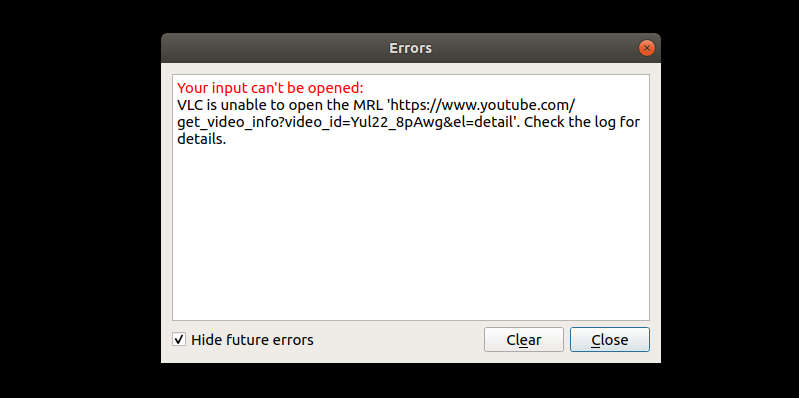 Errors
Your input can't be opened:
VLC is unable to open the MRL 'https://www.youtube.com/
get_video_info?video_id=Yul22_8pAwg&el=detail'. Check the log for
details.
Hide future errors
Clear
Close